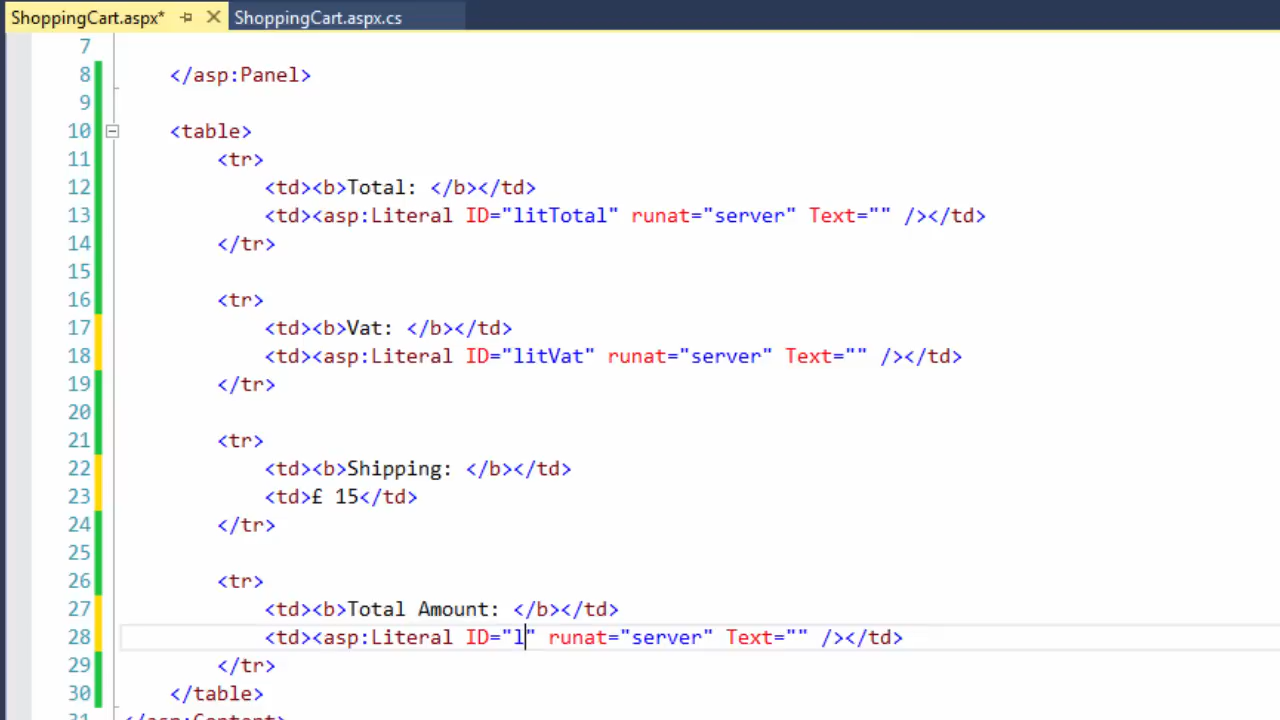 ShoppingCart.aspx* ShoppingCart.aspx.cs
7
8 </asp:Panel>
9
10 <table>
11 <tr>
12 <td><b>Total: </b></td>
13 <td><asp:Literal ID="litTotal" runat="server" Text="" /></td>
14 </tr>
15
16 <tr>
17 <td><b>Vat: </b></td>
18 <td><asp:Literal ID="litVat" runat="server" Text="" /></td>
19 </tr>
20
21 <tr>
22 <td><b>Shipping: </b></td>
23 <td>£ 15</td>
24 </tr>
25
26 <tr>
27 <td><b>Total Amount: </b></td>
28 <td><asp:Literal ID="l" runat="server" Text="" /></td>
29 </tr>
30 </table>
31 </asp:Content>